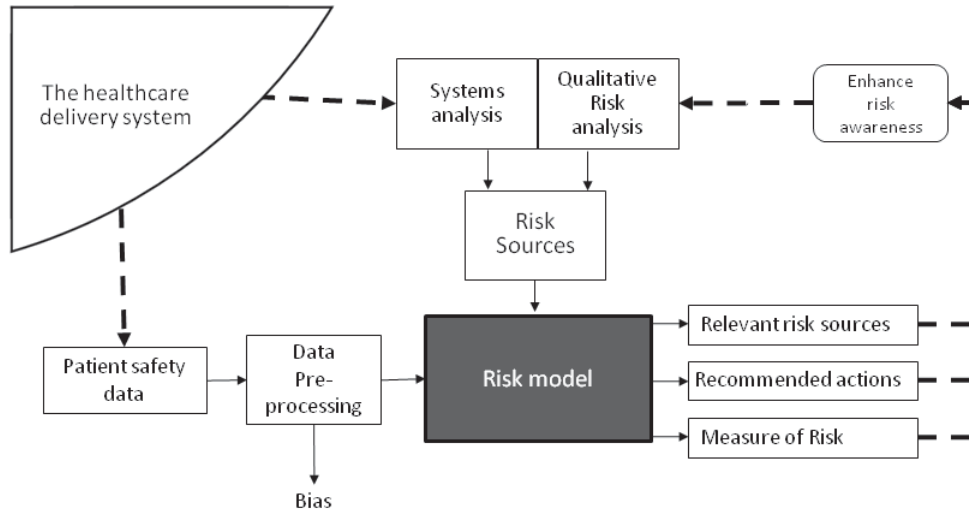 The healthcare
delivery system
Systems
analysis
Qualitative
Risk
analysis
Enhance
risk
awareness
Risk
Sources
Patient safety
data
Data
Pre-
processing
Risk model
Relevant risk sources
Recommended actions
Measure of Risk
Bias